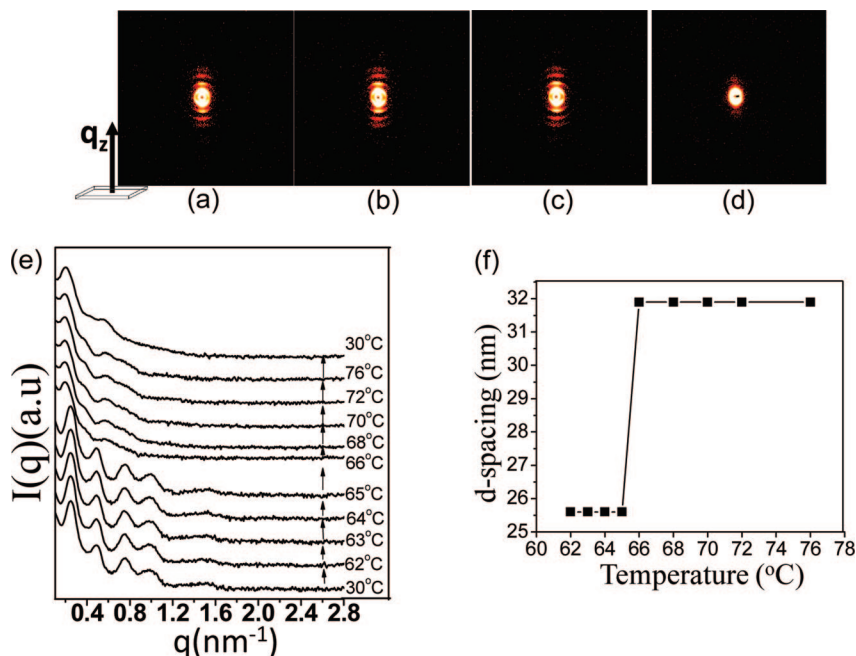 q_z
(a)
(b)
(c)
(d)
(e)
I(q)(a.u)
30°C
76°C
72°C
70°C
68°C
66°C
65°C
64°C
63°C
62°C
30°C
0.4 0.8 1.2 1.6 2.0 2.4 2.8
q(nm⁻¹)
(f)
d-spacing (nm)
32
31
30
29
28
27
26
25
60 62 64 66 68 70 72 74 76 78
Temperature (°C)